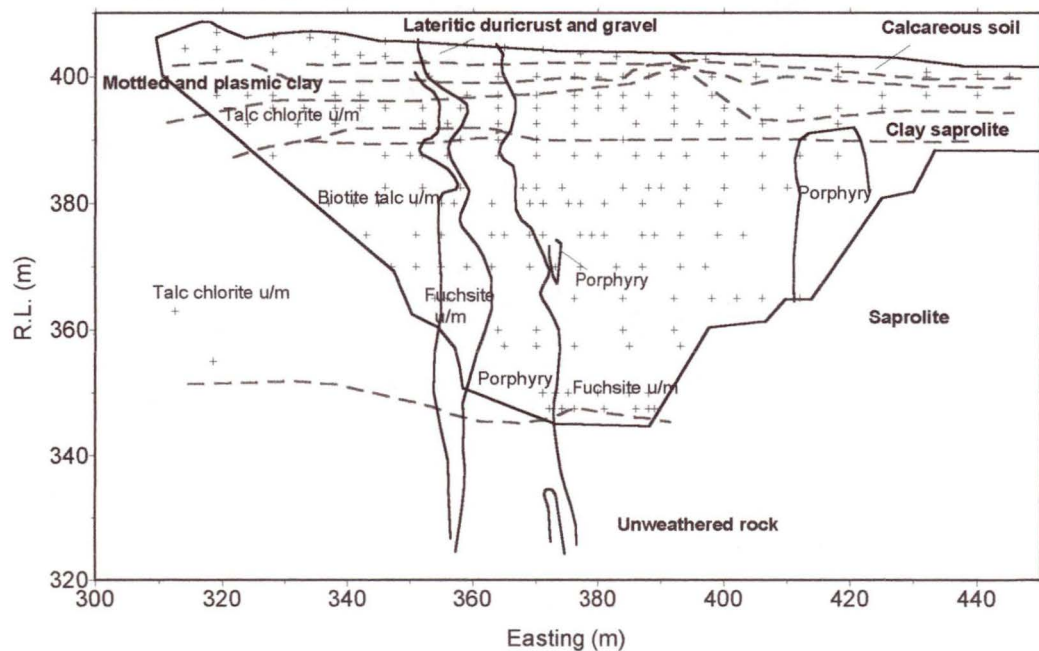 Lateritic duricrust and gravel
Calcareous soil
400
Mottled and plasmic clay
Talc chlorite u/m
Clay saprolite
380
Biotite talc u/m
Porphyry
Talc chlorite u/m
Fuchsite
u/m
Porphyry
R.L. (m)
Saprolite
360
Porphyry
Fuchsite u/m
340
Unweathered rock
320
300
320
340
360
380
400
420
440
Easting (m)